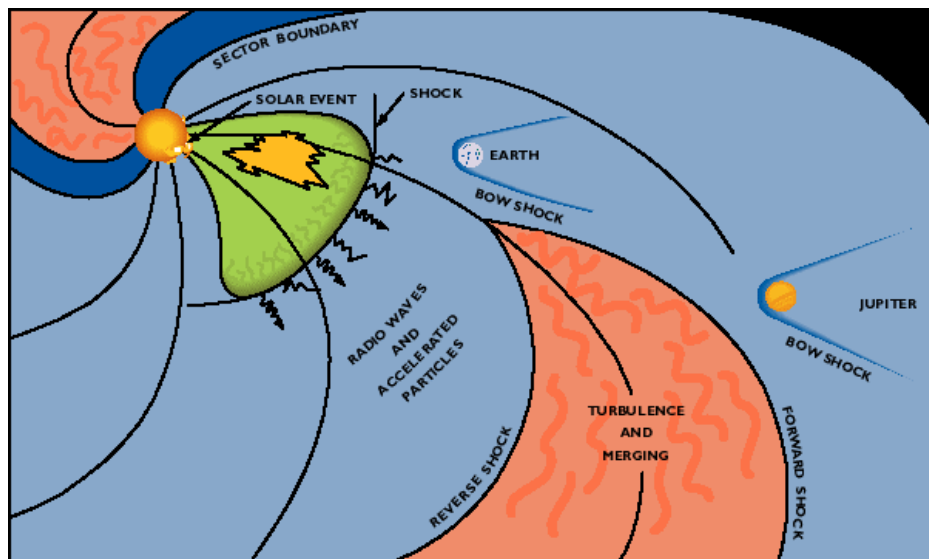 SECTOR BOUNDARY
SOLAR EVENT
SHOCK
EARTH
BOW SHOCK
JUPITER
BOW SHOCK
RADIO WAVES
AND
ACCELERATED
PARTICLES
TURBULENCE
AND
MERGING
REVERSE SHOCK
FORWARD SHOCK